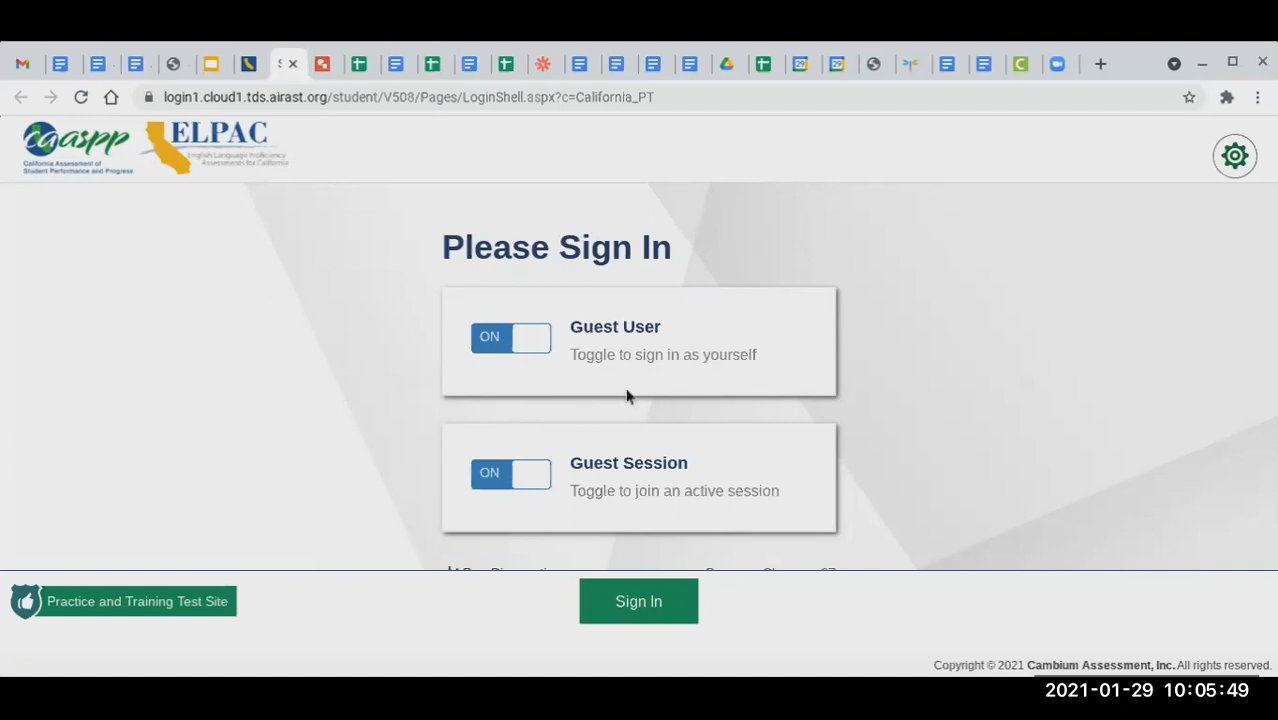 S
29
29
C
login1.cloud1.tds.airast.org/student/V508/Pages/LoginShell.aspx?c=California_PT
caaspp
California Assessment of
Student Performance and Progress
ELPAC
English Language Proficiency
Assessments for California
Please Sign In
ON
Guest User
Toggle to sign in as yourself
ON
Guest Session
Toggle to join an active session
Practice and Training Test Site
Sign In
Copyright © 2021 Cambium Assessment, Inc. All rights reserved.
2021-01-29 10:05:49